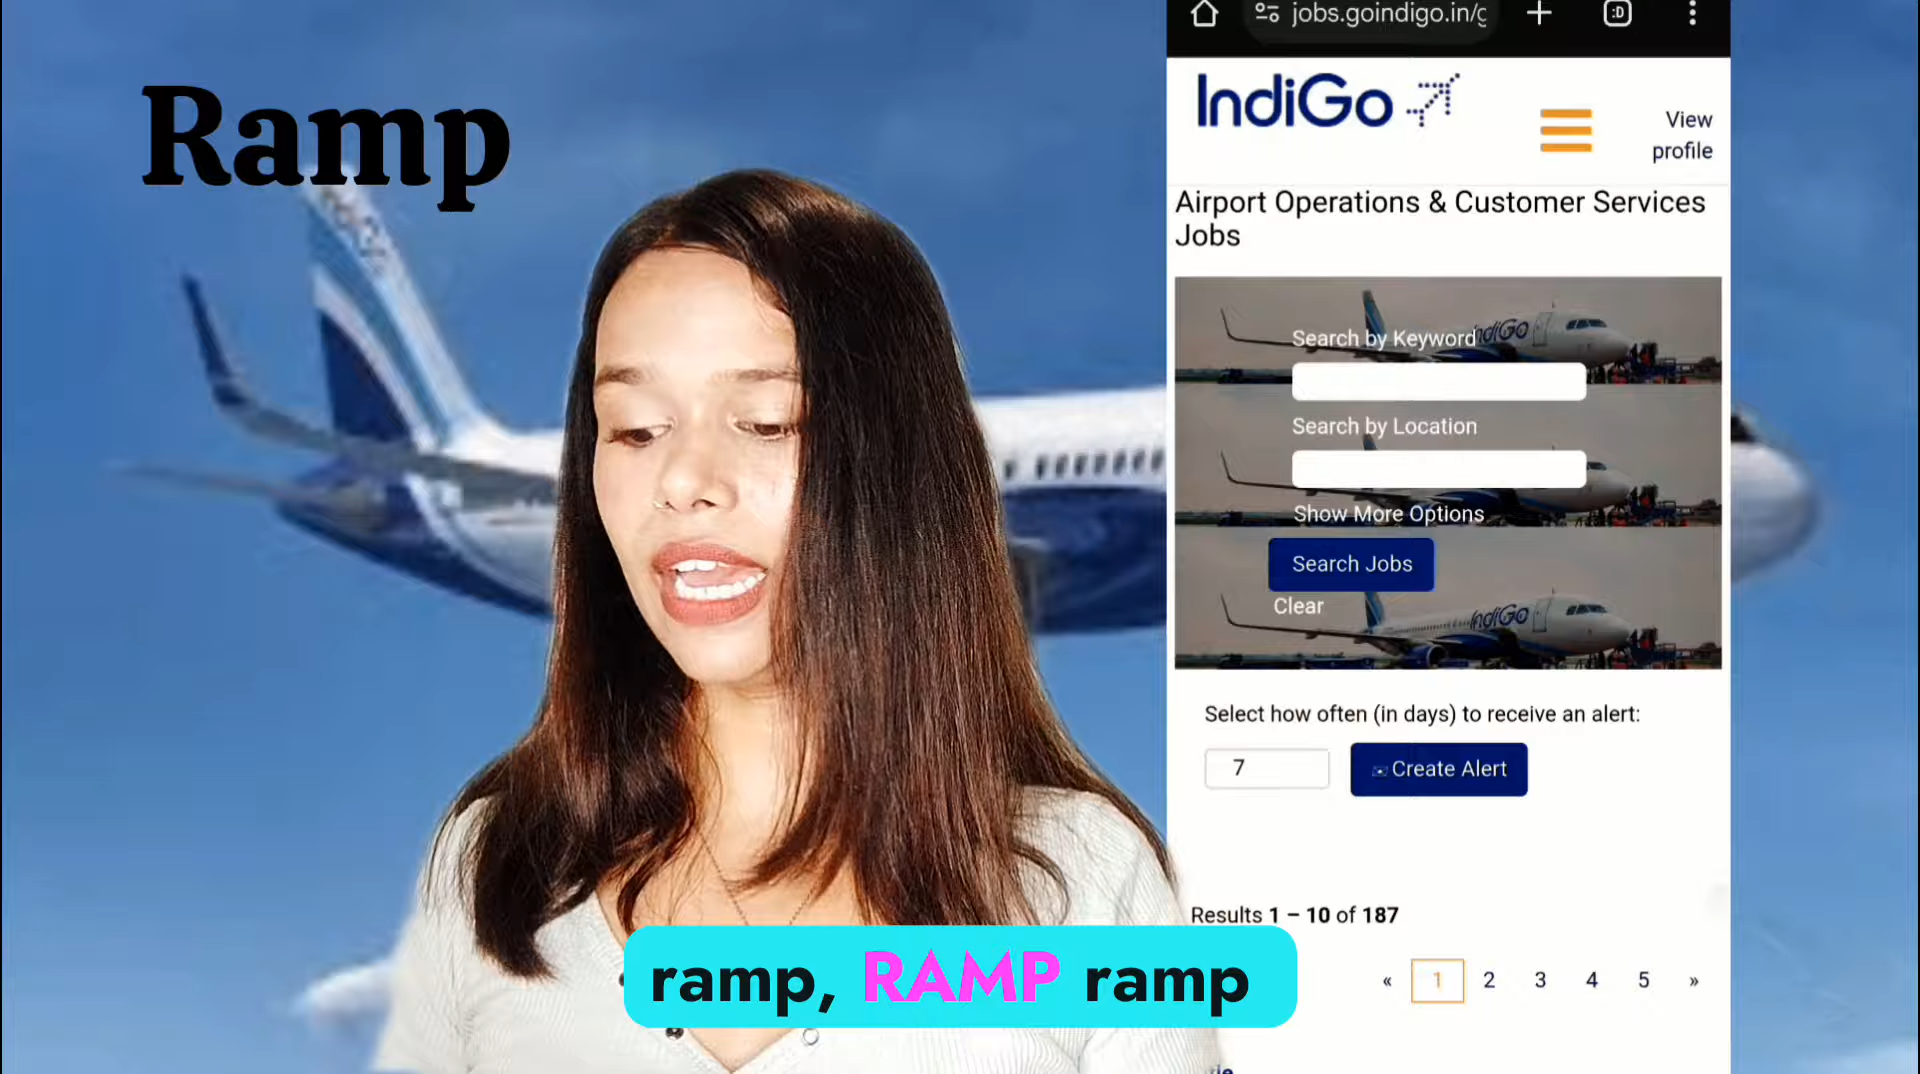 Ramp
jobs.goindigo.in/g
:D
IndiGo
View
profile
Airport Operations & Customer Services
Jobs
Search by Keyword
IndiGo
Search by Location
Show More Options
Search Jobs
Clear
IndiGo
Select how often (in days) to receive an alert:
7
Create Alert
Results 1 – 10 of 187
« 1 2 3 4 5 »
ramp, RAMP ramp